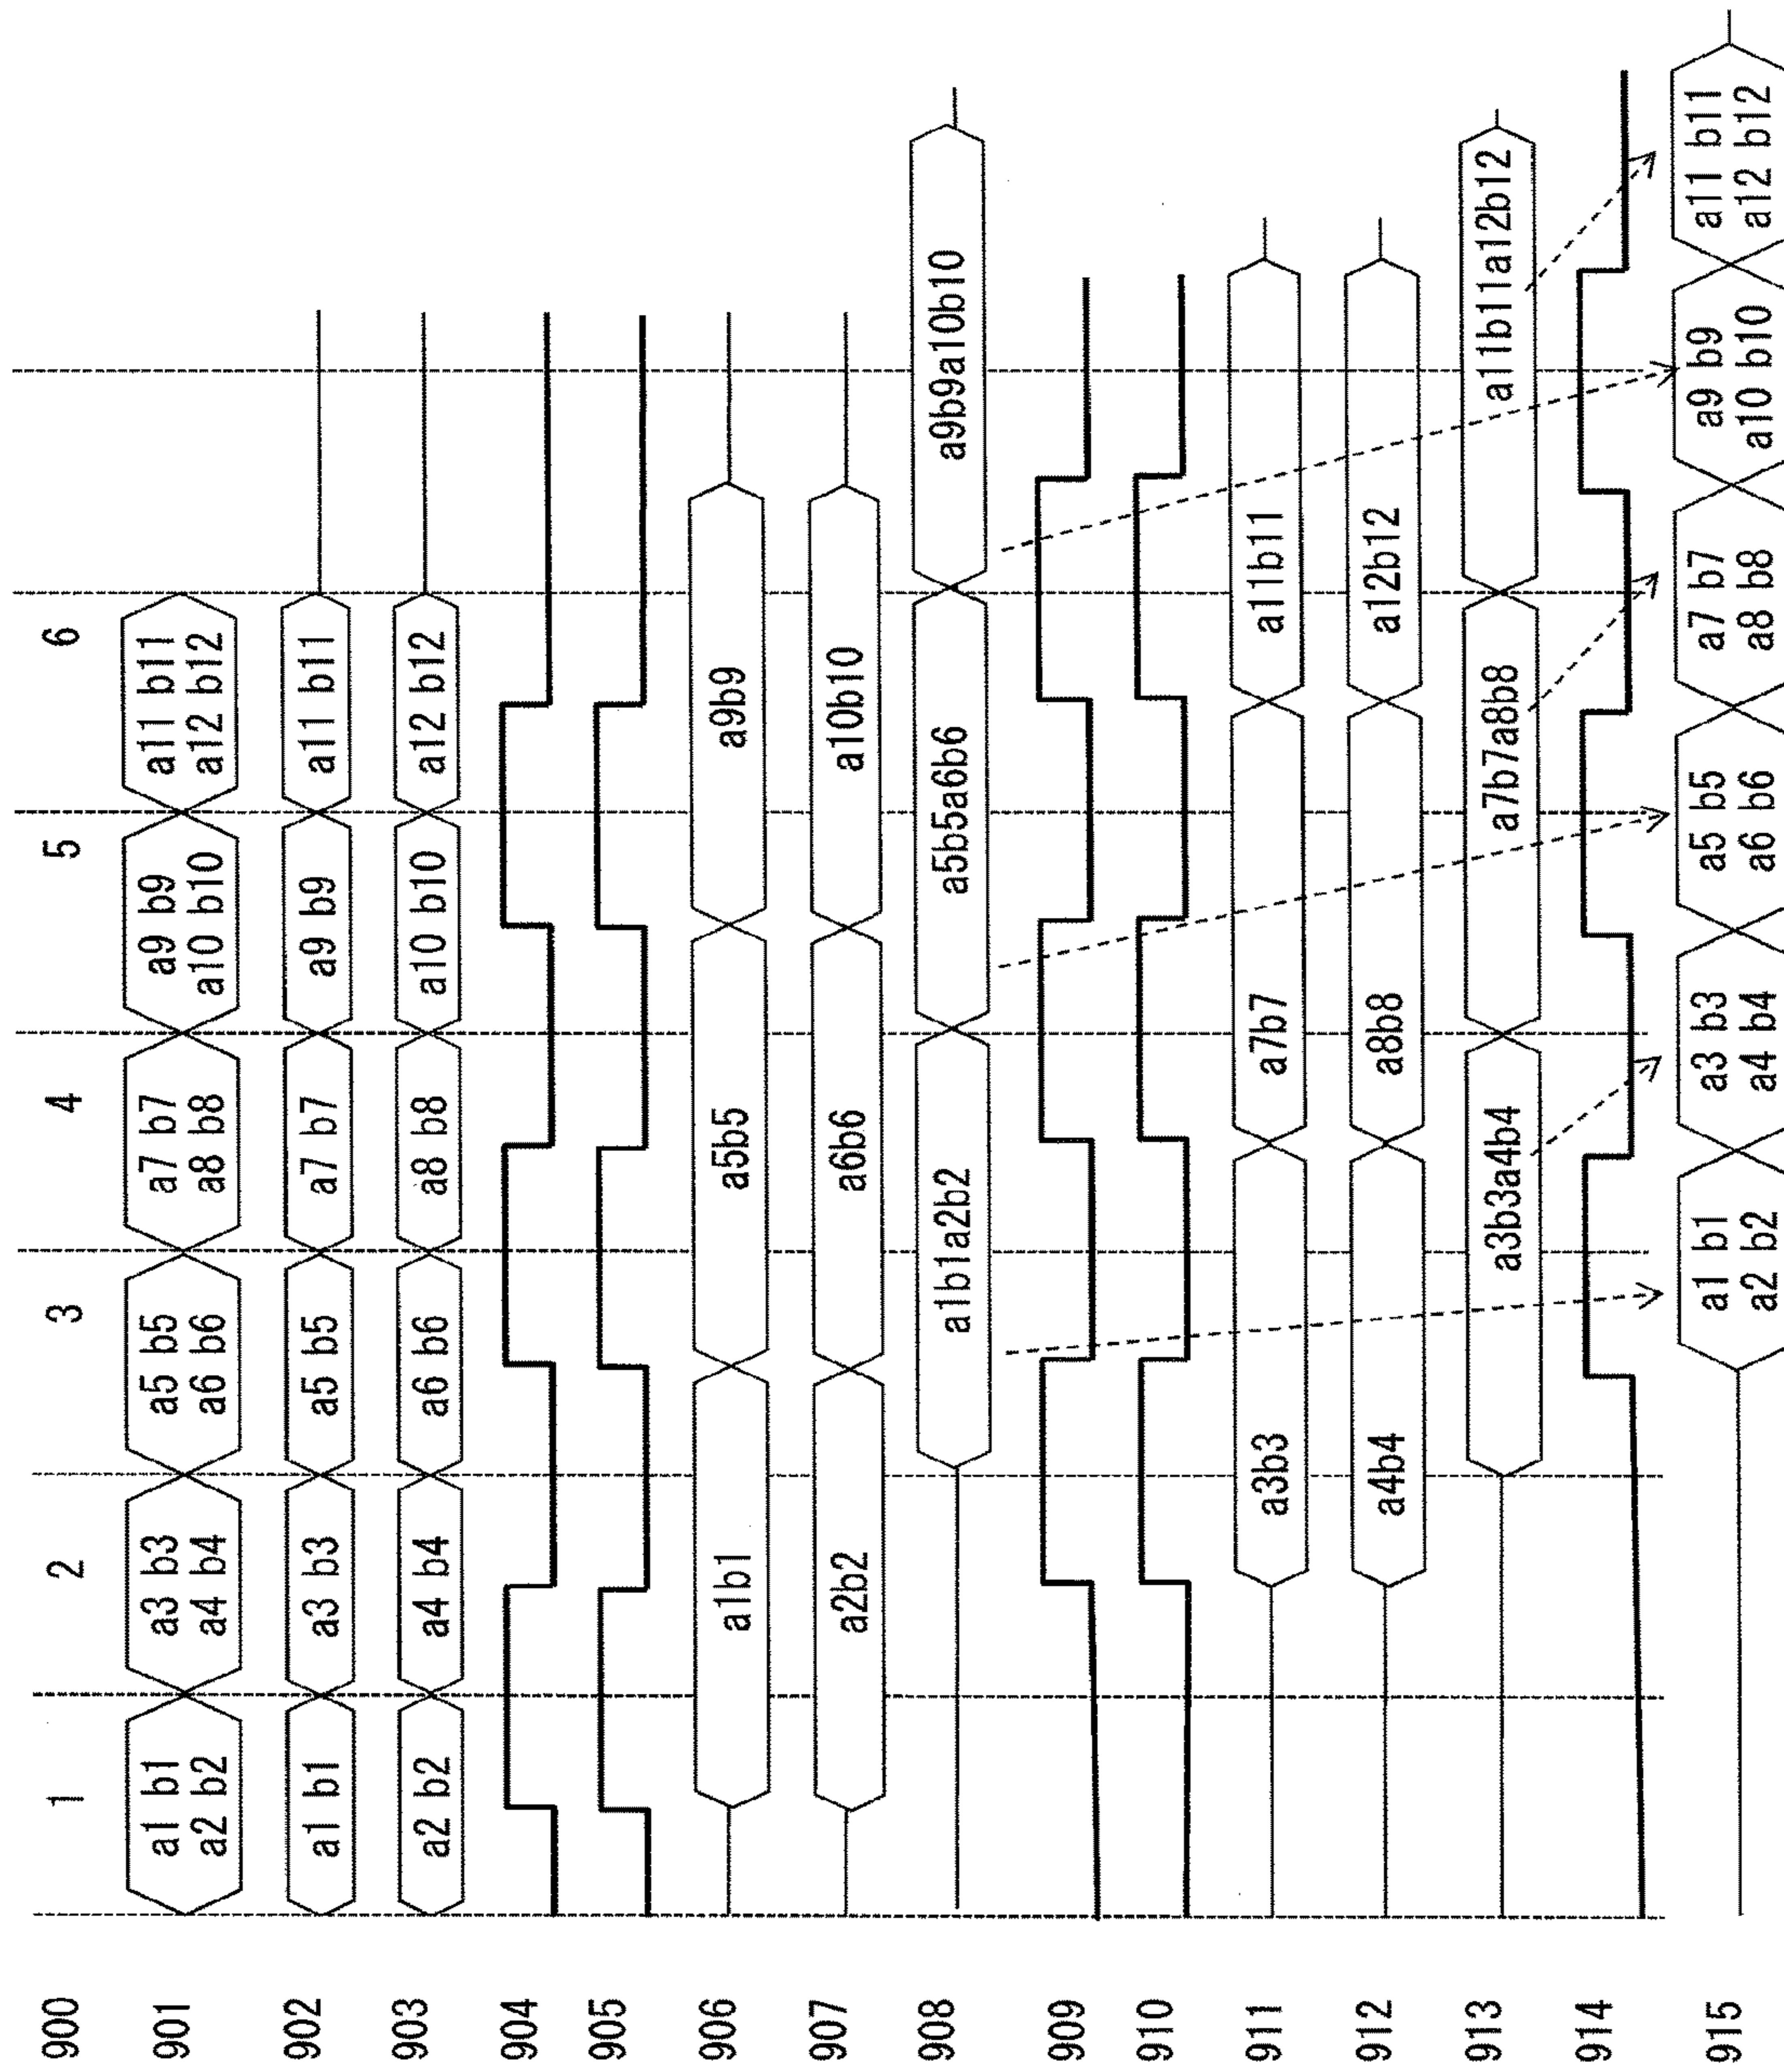 900 1 2 3 4 5 6
901
a1 b1
a2 b2
a3 b3
a4 b4
a5 b5
a6 b6
a7 b7
a8 b8
a9 b9
a10 b10
a11 b11
a12 b12
902 a1 b1 a3 b3 a5 b5 a7 b7 a9 b9 a11 b11
903 a2 b2 a4 b4 a6 b6 a8 b8 a10 b10 a12 b12
904
905
906 a1b1 a5b5 a9b9
907 a2b2 a6b6 a10b10
908 a1b1a2b2 a5b5a6b6 a9b9a10b10
909
910
911 a3b3 a7b7 a11b11
912 a4b4 a8b8 a12b12
913 a3b3a4b4 a7b7a8b8 a11b11a12b12
914
915
a1 b1
a2 b2
a3 b3
a4 b4
a5 b5
a6 b6
a7 b7
a8 b8
a9 b9
a10 b10
a11 b11
a12 b12